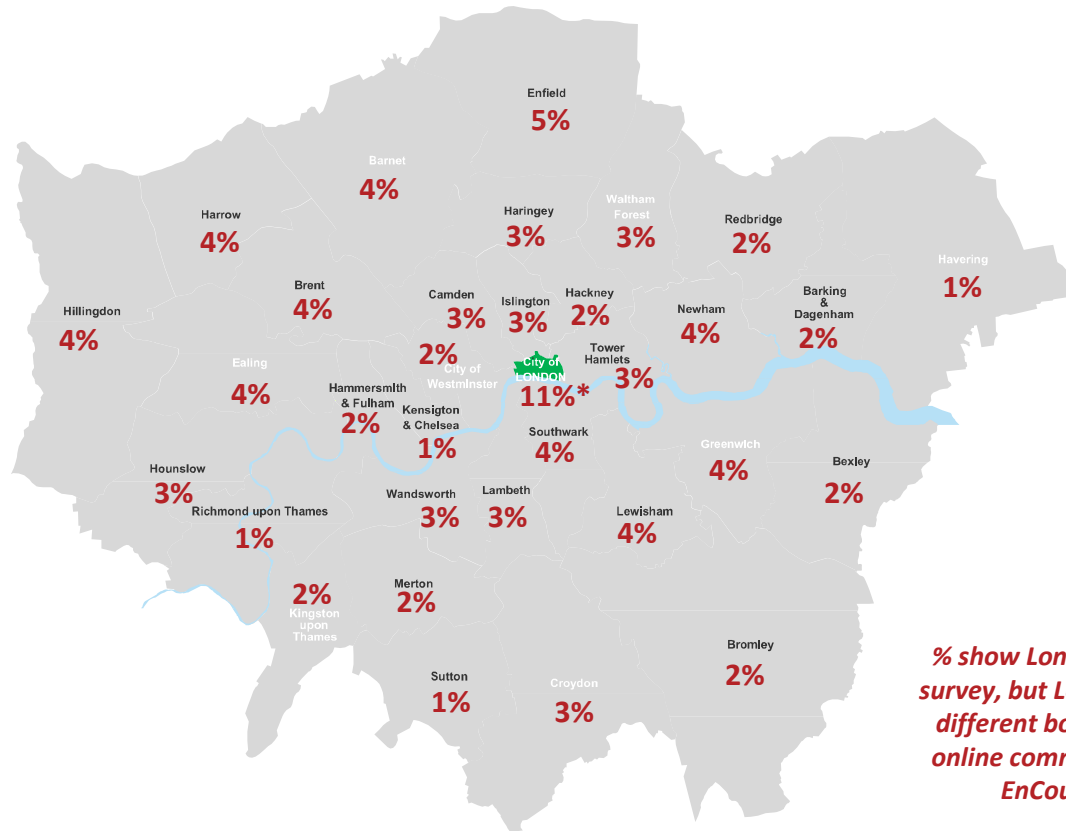 Enfield
5%
Barnet
4%
Harrow
4%
Haringey
3%
Waltham
Forest
3%
Redbridge
2%
Havering
1%
Hillingdon
4%
Brent
4%
Camden
3%
Islington
3%
Hackney
2%
Newham
4%
Barking
&
Dagenham
2%
Ealing
4%
2%
City of
Westminster
City of
LONDON
11%*
Tower
Hamlets
3%
Hammersmith
& Fulham
2%
Kensigton
& Chelsea
1%
Southwark
4%
Greenwich
4%
Bexley
2%
Hounslow
3%
Richmond upon Thames
1%
Wandsworth
3%
Lambeth
3%
Lewisham
4%
2%
Kingston
upon
Thames
Merton
2%
Bromley
2%
Sutton
1%
Croydon
3%
% show Lon
survey, but L
different bo
online comm
EnCou